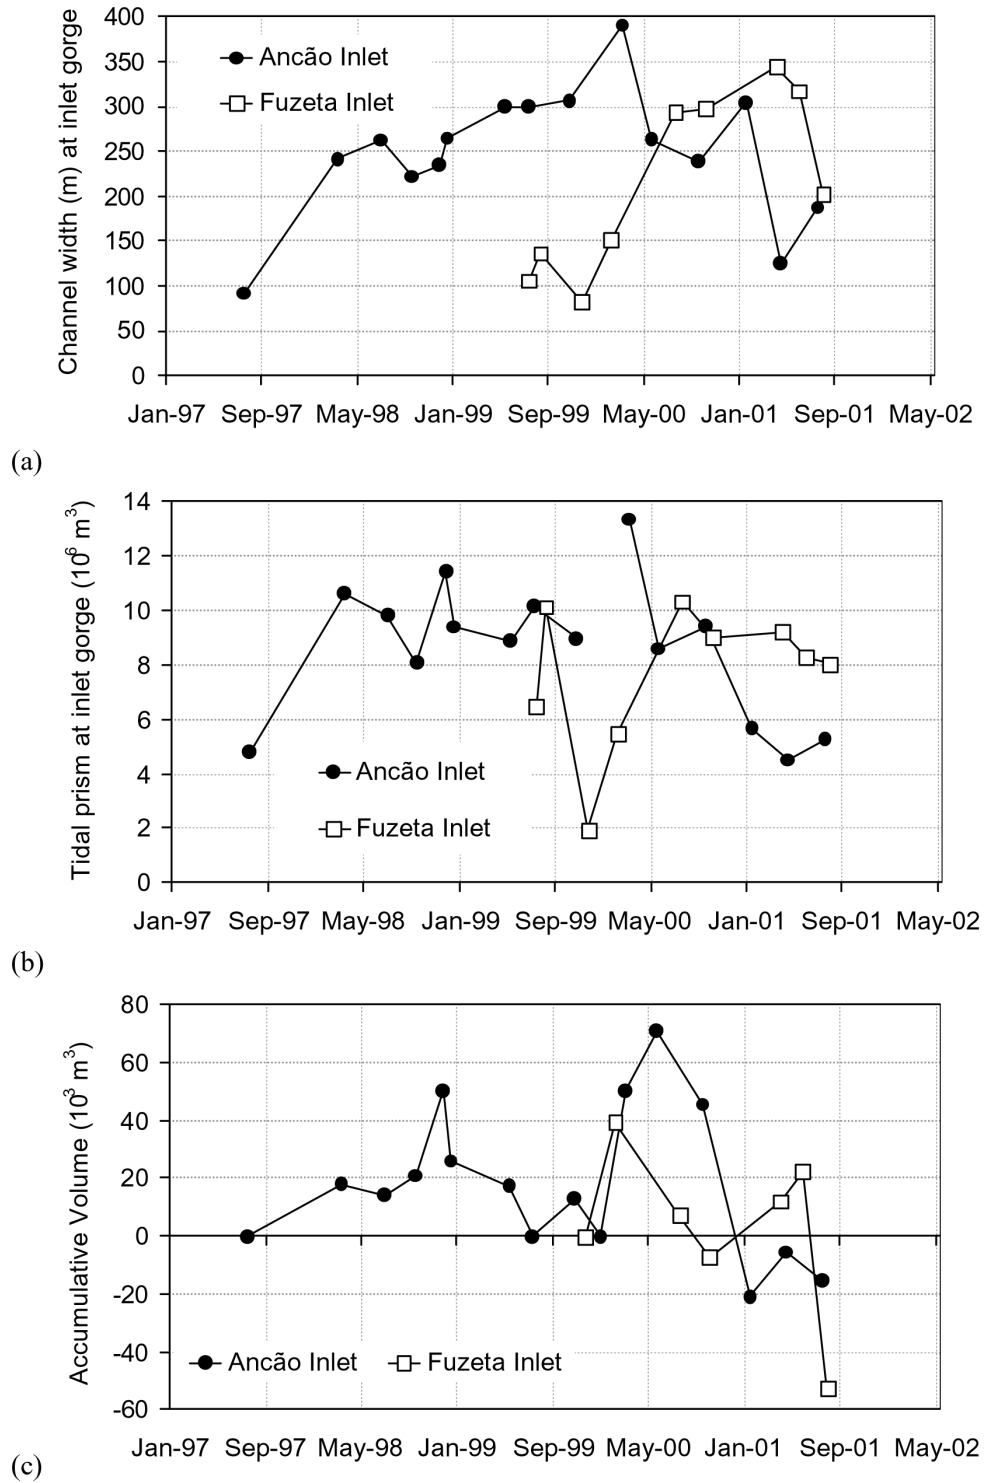 Channel width (m) at inlet gorge
400
350
300
250
200
150
100
50
0
Ancão Inlet
Fuzeta Inlet
Jan-97 Sep-97 May-98 Jan-99 Sep-99 May-00 Jan-01 Sep-01 May-02
(a)
Tidal prism at inlet gorge (10⁶ m³)
14
12
10
8
6
4
2
0
Ancão Inlet
Fuzeta Inlet
Jan-97 Sep-97 May-98 Jan-99 Sep-99 May-00 Jan-01 Sep-01 May-02
(b)
Accumulative Volume (10³ m³)
80
60
40
20
0
-20
-40
-60
Ancão Inlet Fuzeta Inlet
Jan-97 Sep-97 May-98 Jan-99 Sep-99 May-00 Jan-01 Sep-01 May-02
(c)